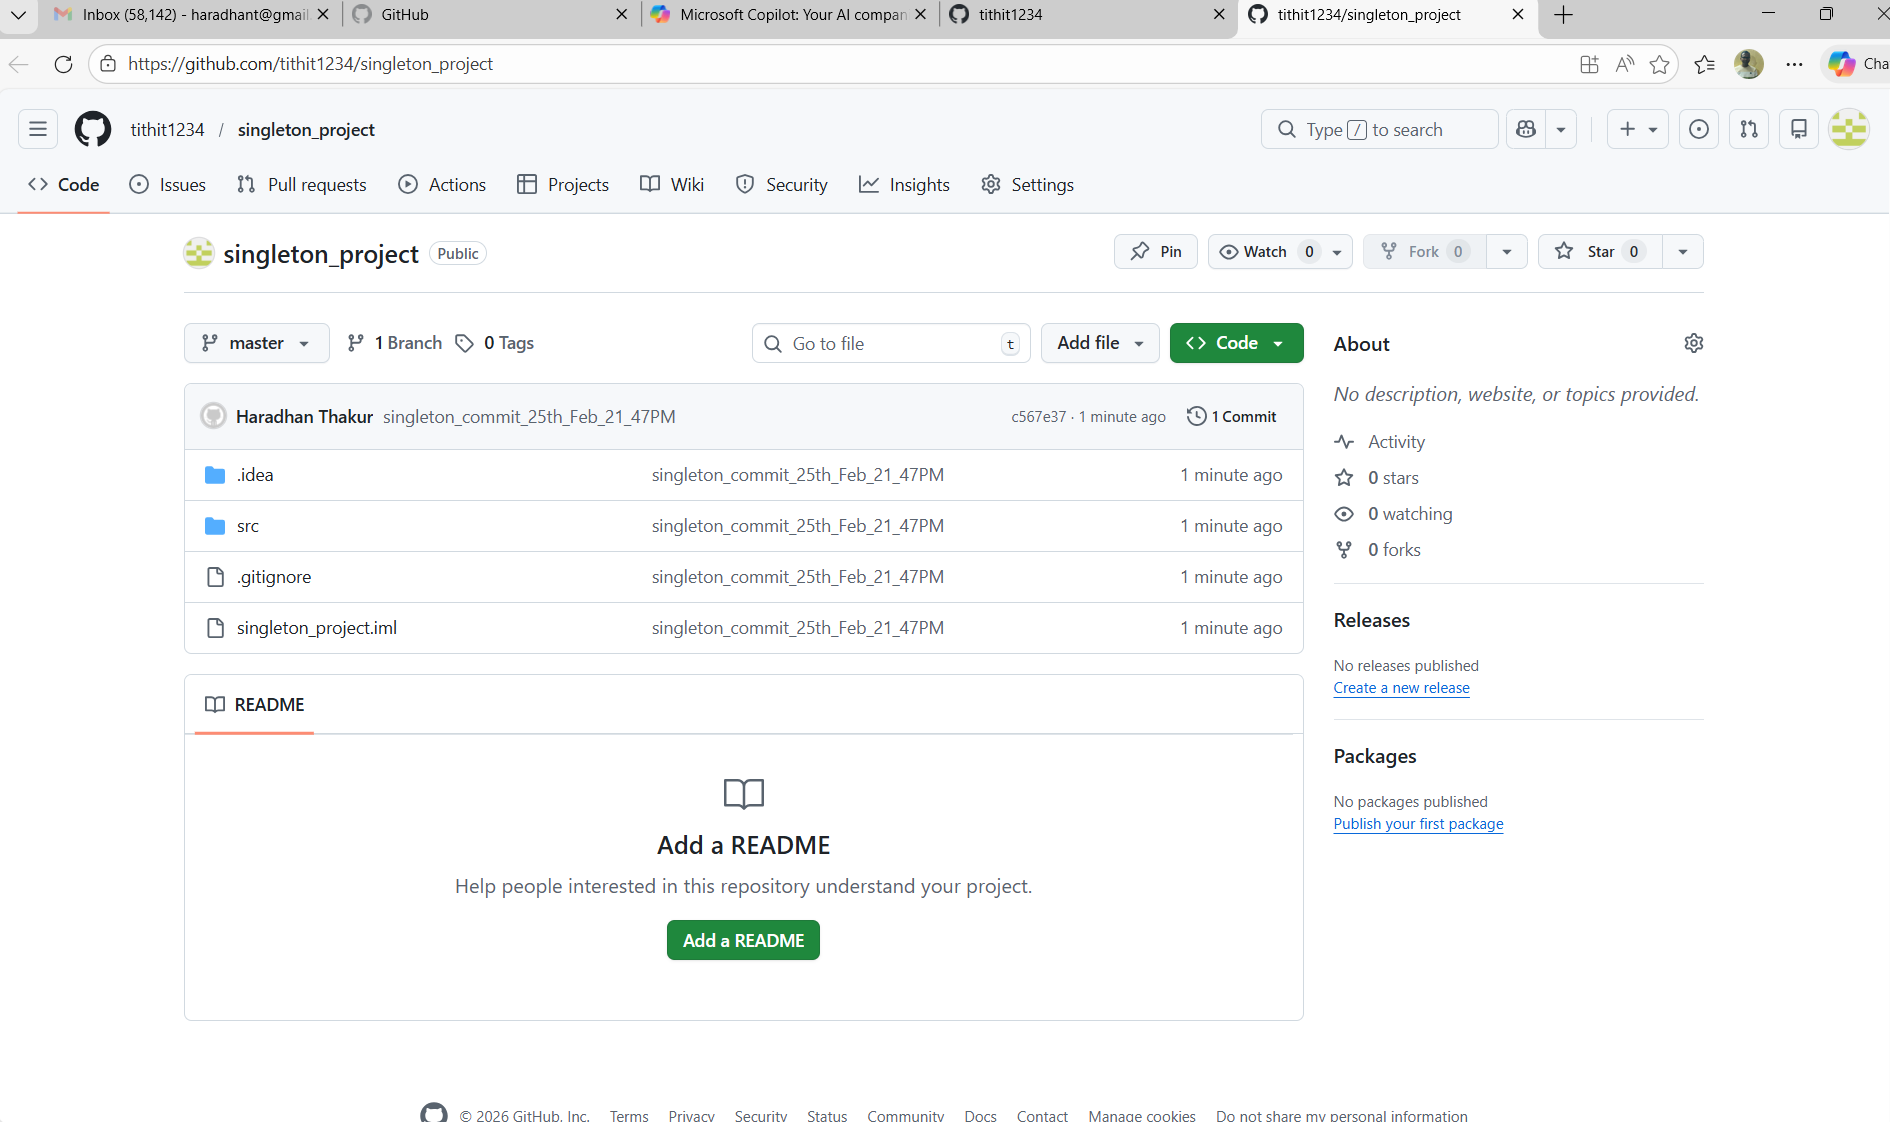 Inbox (58,142) - haradhant@gmail.
GitHub
Microsoft Copilot: Your AI compan
tithit1234
tithit1234/singleton_project
https://github.com/tithit1234/singleton_project
Cha
tithit1234 / singleton_project
Type / to search
Code
Issues
Pull requests
Actions
Projects
Wiki
Security
Insights
Settings
singleton_project Public
Pin
Watch 0
Fork 0
Star 0
master
1 Branch
0 Tags
Go to file t
Add file
Code
Haradhan Thakur singleton_commit_25th_Feb_21_47PM c567e37 · 1 minute ago 1 Commit
.idea singleton_commit_25th_Feb_21_47PM 1 minute ago
src singleton_commit_25th_Feb_21_47PM 1 minute ago
.gitignore singleton_commit_25th_Feb_21_47PM 1 minute ago
singleton_project.iml singleton_commit_25th_Feb_21_47PM 1 minute ago
README
Add a README
Help people interested in this repository understand your project.
Add a README
About
No description, website, or topics provided.
Activity
0 stars
0 watching
0 forks
Releases
No releases published
Create a new release
Packages
No packages published
Publish your first package
© 2026 GitHub, Inc. Terms Privacy Security Status Community Docs Contact Manage cookies Do not share my personal information